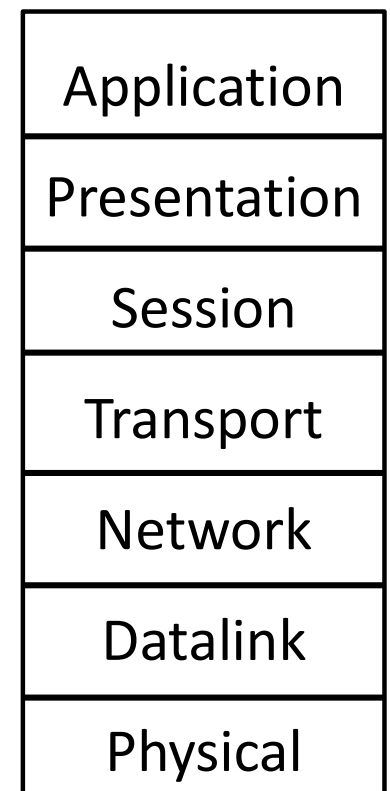 Application
Presentation
Session
Transport
Network
Datalink
Physical